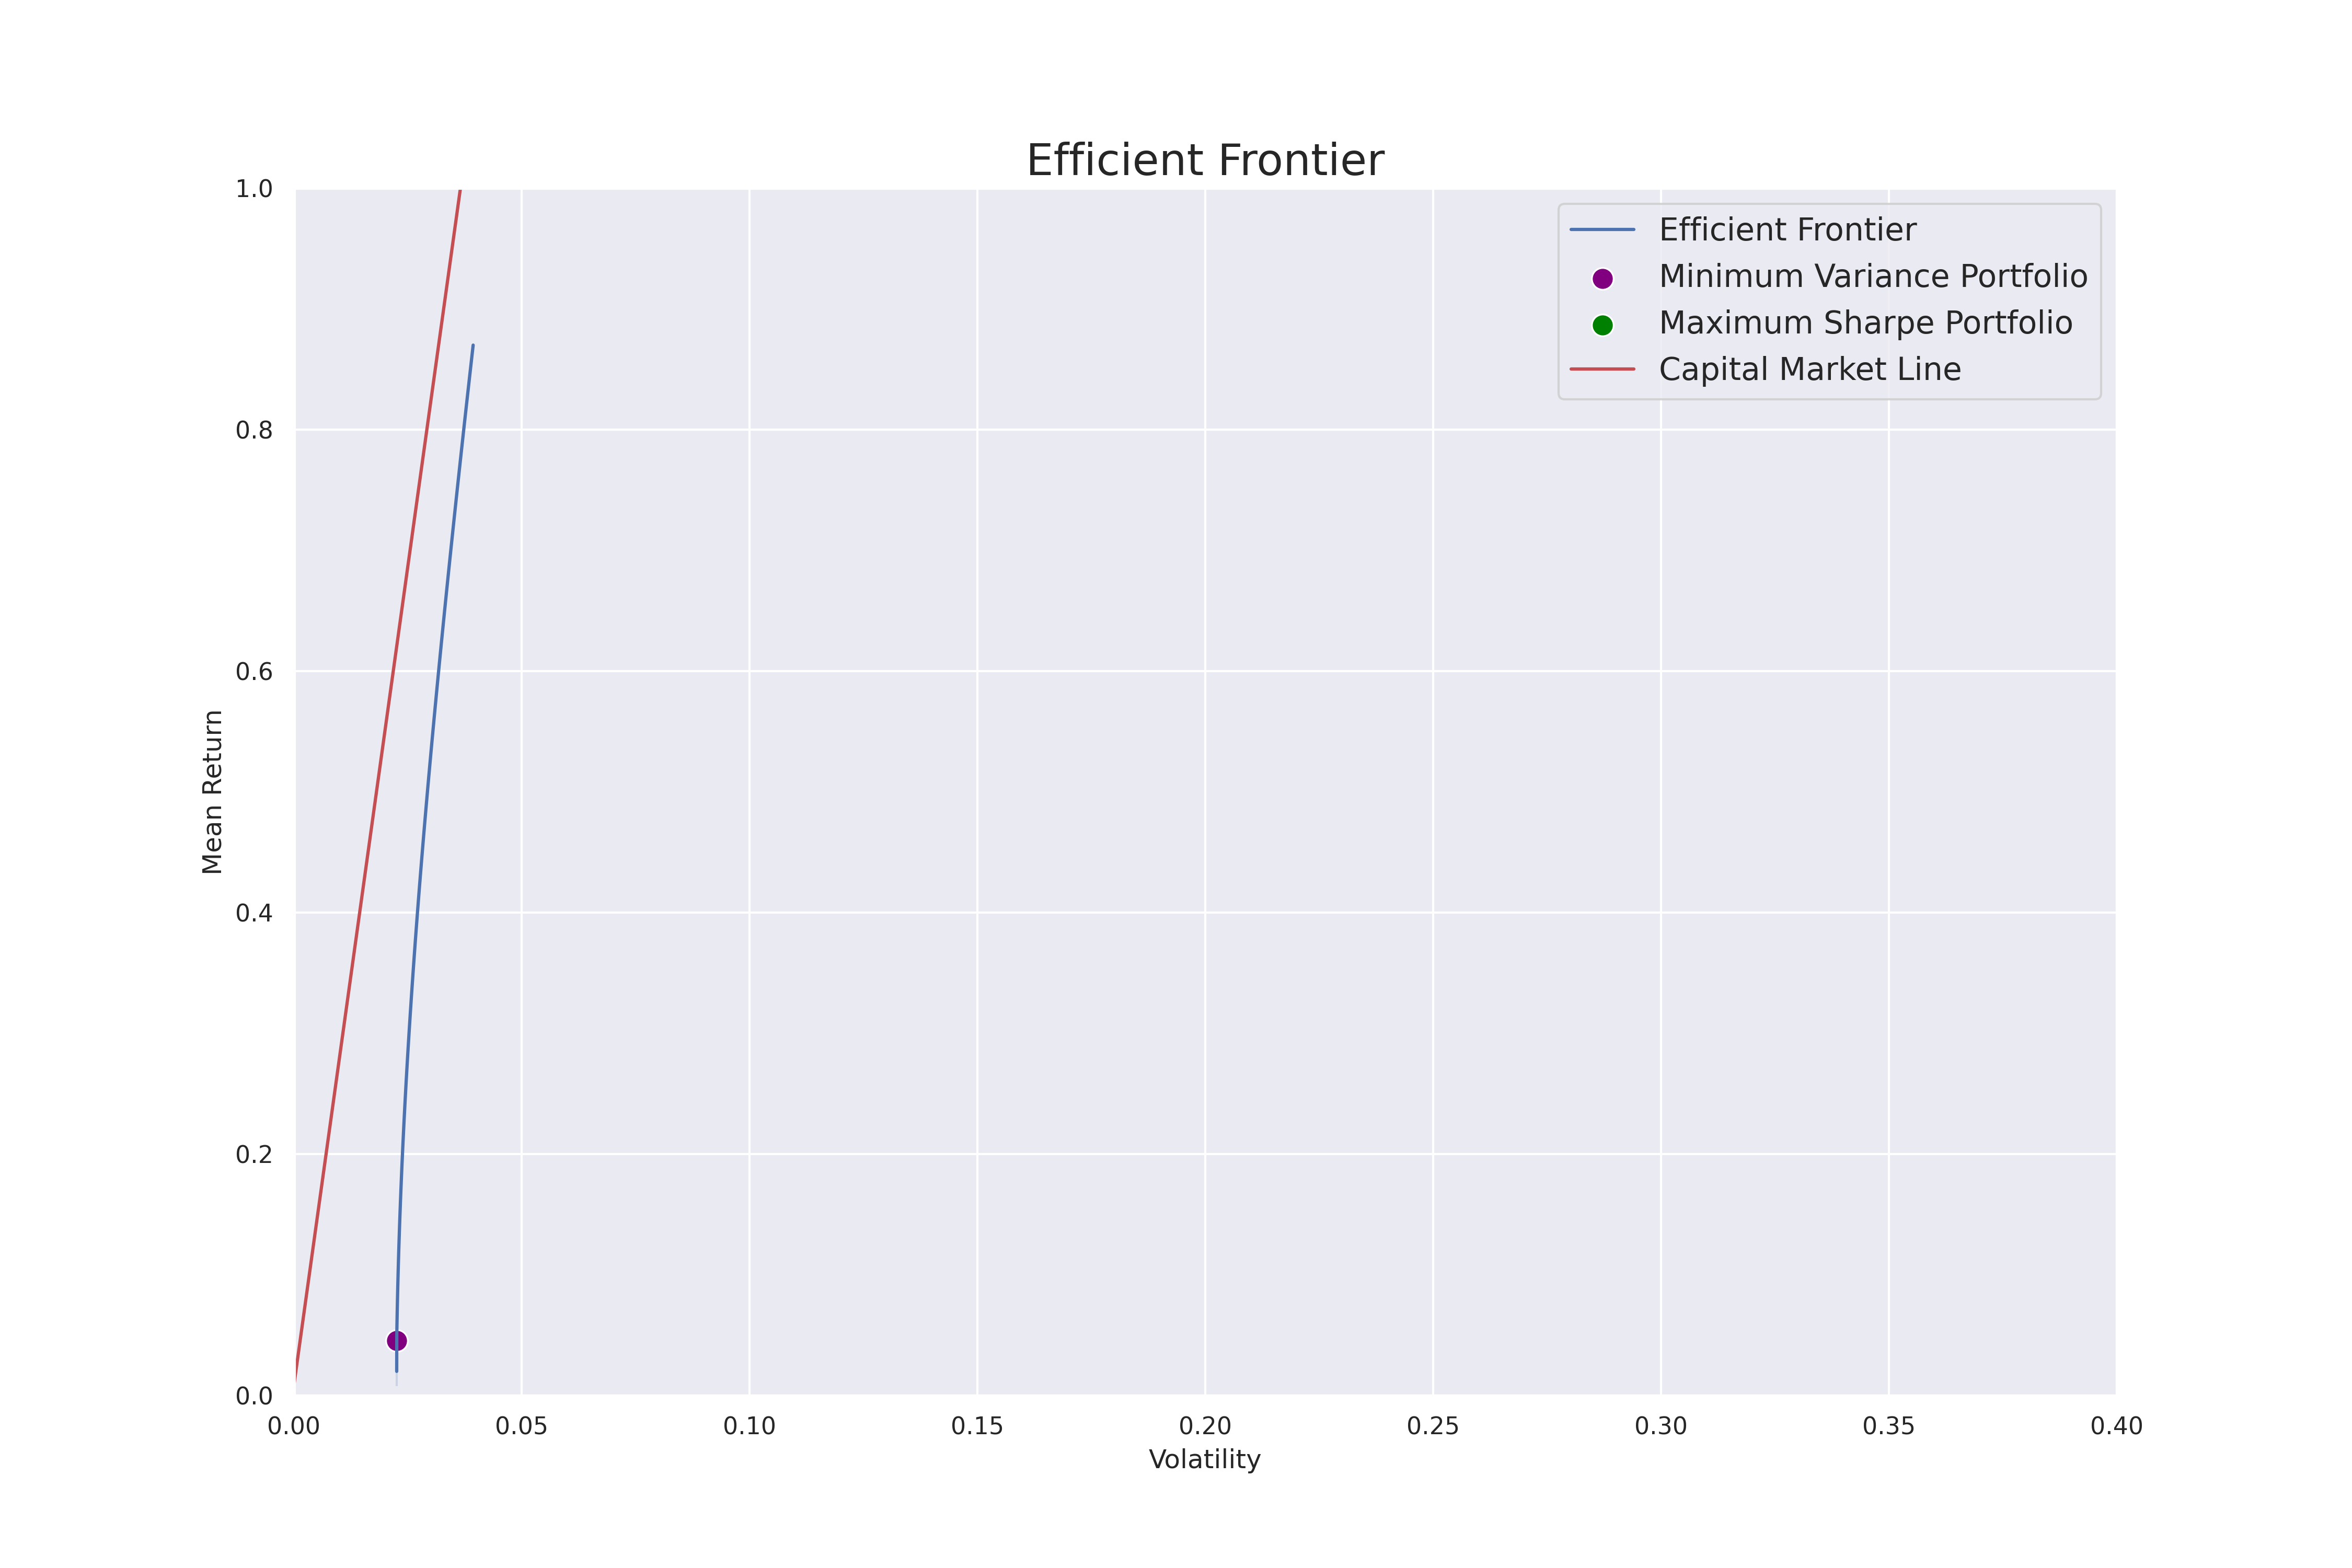 Efficient Frontier
1.0
0.8
0.6
0.4
0.2
0.0
Mean Return
Efficient Frontier
Minimum Variance Portfolio
Maximum Sharpe Portfolio
Capital Market Line
0.00 0.05 0.10 0.15 0.20 0.25 0.30 0.35 0.40
Volatility